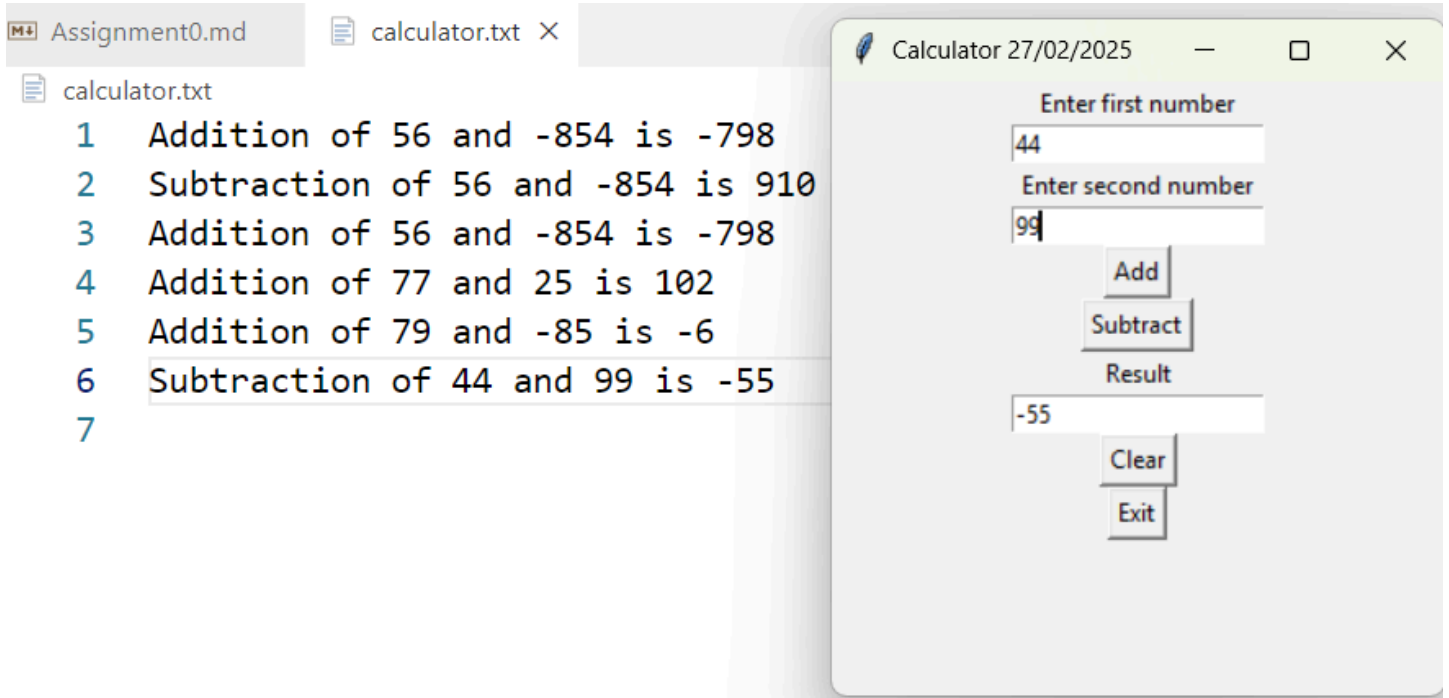 Assignment0.md
calculator.txt
calculator.txt
1 Addition of 56 and -854 is -798
2 Subtraction of 56 and -854 is 910
3 Addition of 56 and -854 is -798
4 Addition of 77 and 25 is 102
5 Addition of 79 and -85 is -6
6 Subtraction of 44 and 99 is -55
7
Calculator 27/02/2025
Enter first number
44
Enter second number
99
Add
Subtract
Result
-55
Clear
Exit